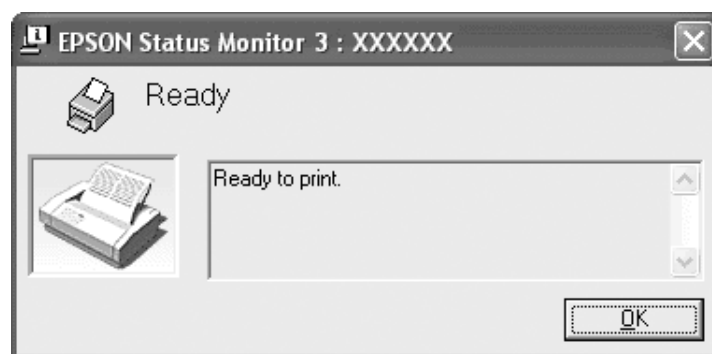 EPSON Status Monitor 3 : XXXXXX
Ready
Ready to print.
OK